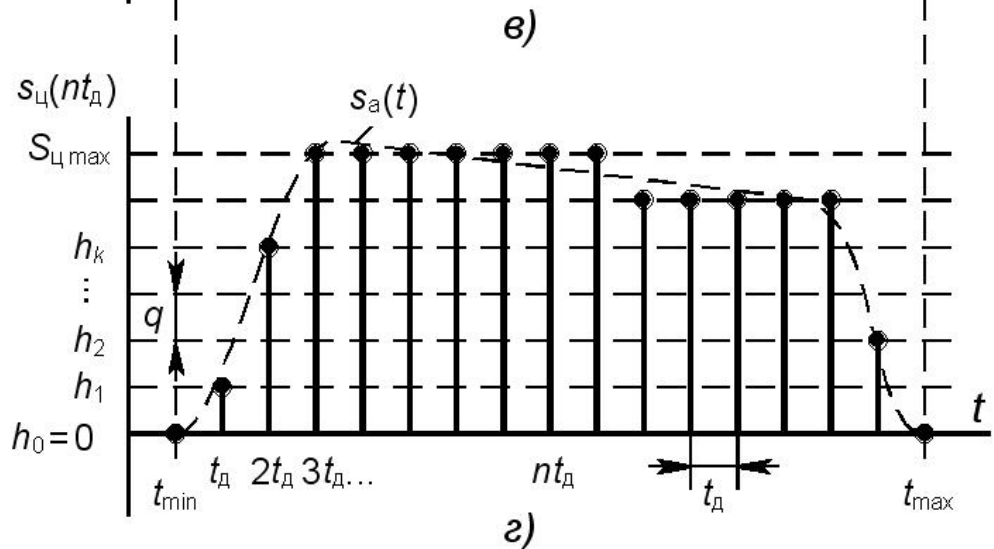 в)
sц(ntд)
sа(t)
Sц max
hk
...
q
h2
h1
h0=0
t
tд 2tд 3tд... ntд
tд
tmin
tmax
г)